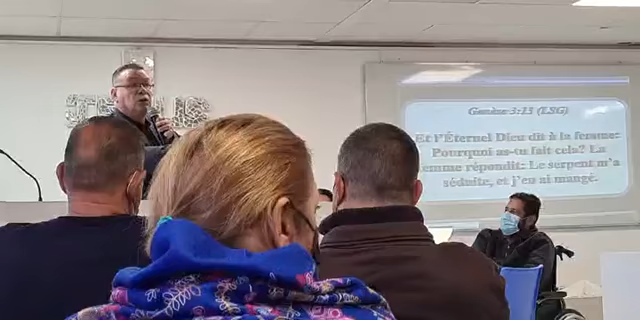 Genèse 3:13 (LSG)
Et l'Éternel Dieu dit à la femme:
Pourquoi as-tu fait cela? La
femme répondit: Le serpent m'a
séduite, et j'en ai mangé.